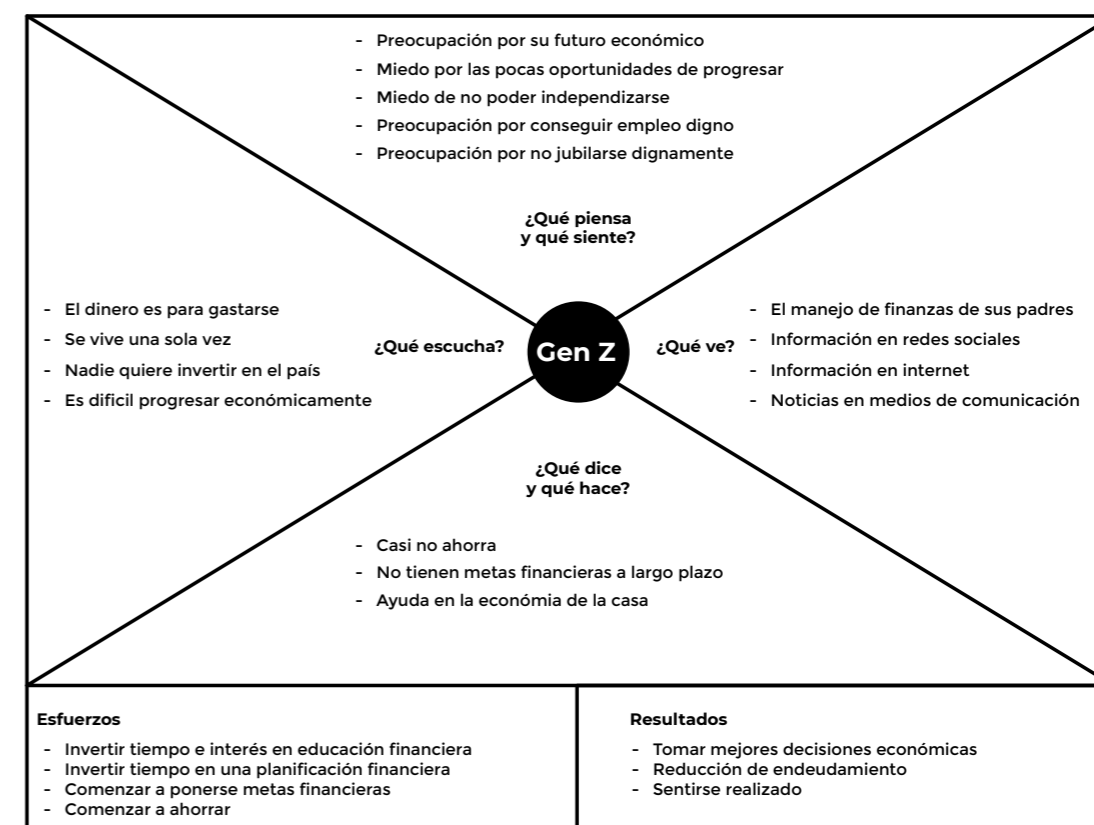 - Preocupación por su futuro económico
- Miedo por las pocas oportunidades de progresar
- Miedo de no poder independizarse
- Preocupación por conseguir empleo digno
- Preocupación por no jubilarse dignamente
¿Qué piensa
y qué siente?
- El dinero es para gastarse
- Se vive una sola vez
- Nadie quiere invertir en el país
- Es dificil progresar económicamente
¿Qué escucha?
Gen Z
¿Qué ve?
- El manejo de finanzas de sus padres
- Información en redes sociales
- Información en internet
- Noticias en medios de comunicación
¿Qué dice
y qué hace?
- Casi no ahorra
- No tienen metas financieras a largo plazo
- Ayuda en la económia de la casa
Esfuerzos
- Invertir tiempo e interés en educación financiera
- Invertir tiempo en una planificación financiera
- Comenzar a ponerse metas financieras
- Comenzar a ahorrar
Resultados
- Tomar mejores decisiones económicas
- Reducción de endeudamiento
- Sentirse realizado